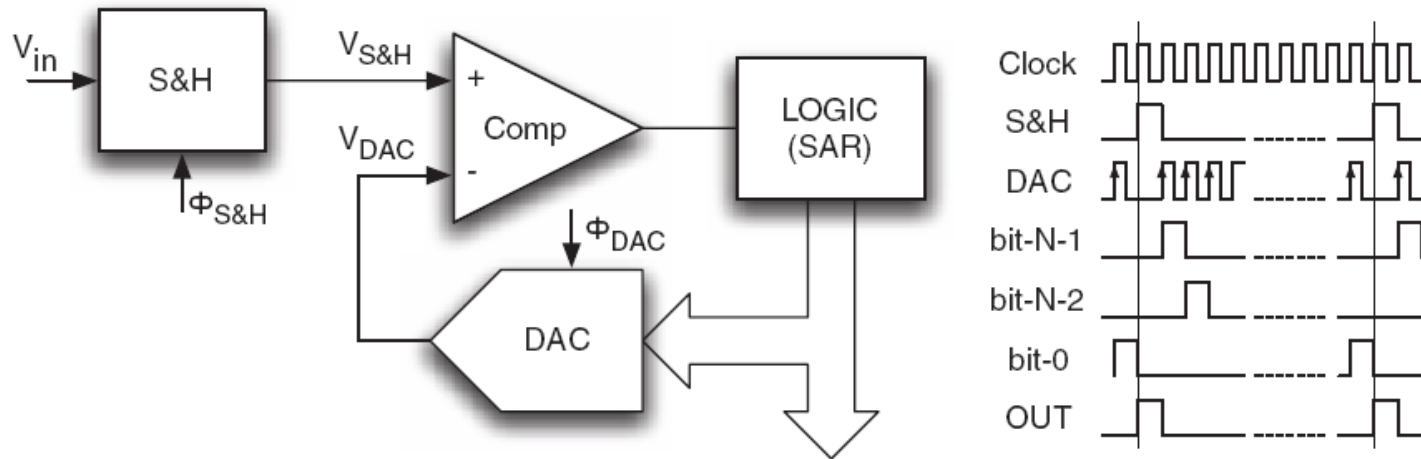 V_in
S&H
Φ_S&H
V_S&H
V_DAC
+
-
Comp
LOGIC
(SAR)
Φ_DAC
DAC
Clock
S&H
DAC
bit-N-1
bit-N-2
bit-0
OUT